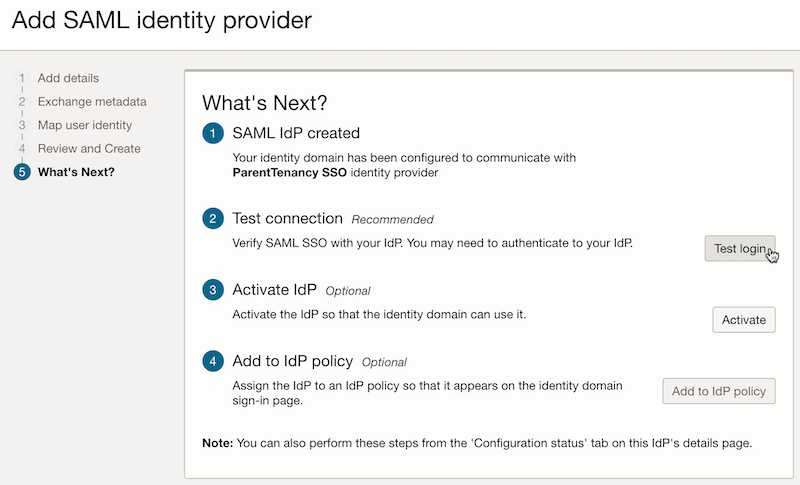 Add SAML identity provider
1 Add details
2 Exchange metadata
3 Map user identity
4 Review and Create
5 What's Next?
What's Next?
1 SAML IdP created
Your identity domain has been configured to communicate with
ParentTenancy SSO identity provider
2 Test connection Recommended
Verify SAML SSO with your IdP. You may need to authenticate to your IdP.
Test login
3 Activate IdP Optional
Activate the IdP so that the identity domain can use it.
Activate
4 Add to IdP policy Optional
Assign the IdP to an IdP policy so that it appears on the identity domain
sign-in page.
Add to IdP policy
Note: You can also perform these steps from the 'Configuration status' tab on this IdP's details page.